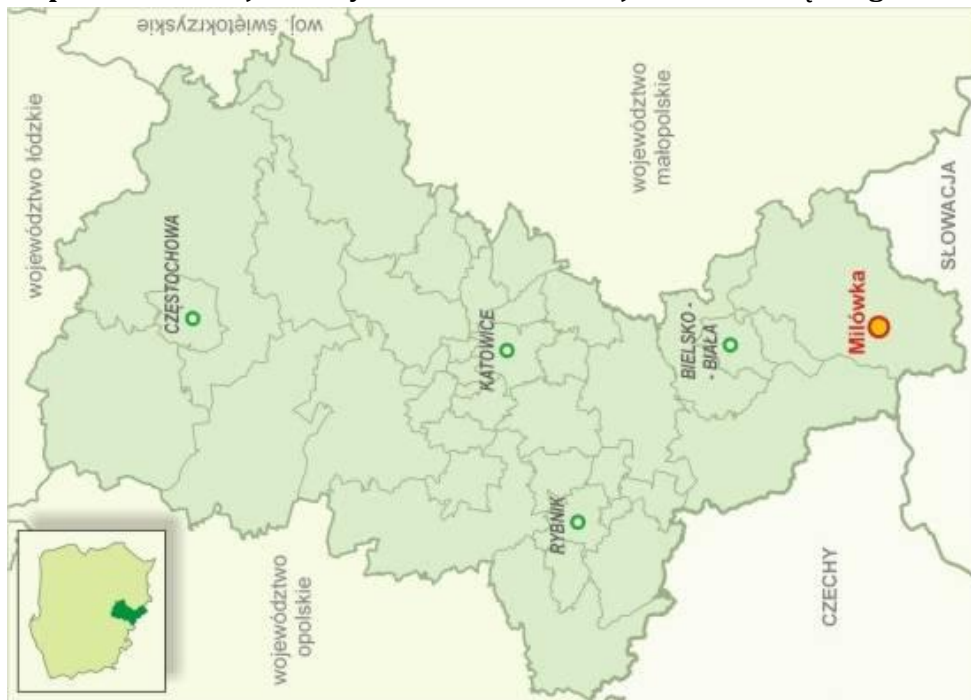 województwo łódzkie
woj. świętokrzyskie
CZĘSTOCHOWA
województwo
opolskie
KATOWICE
województwo
małopolskie
RYBNIK
BIELSKO -
- BIAŁA
CZECHY
Milówka
SŁOWACJA